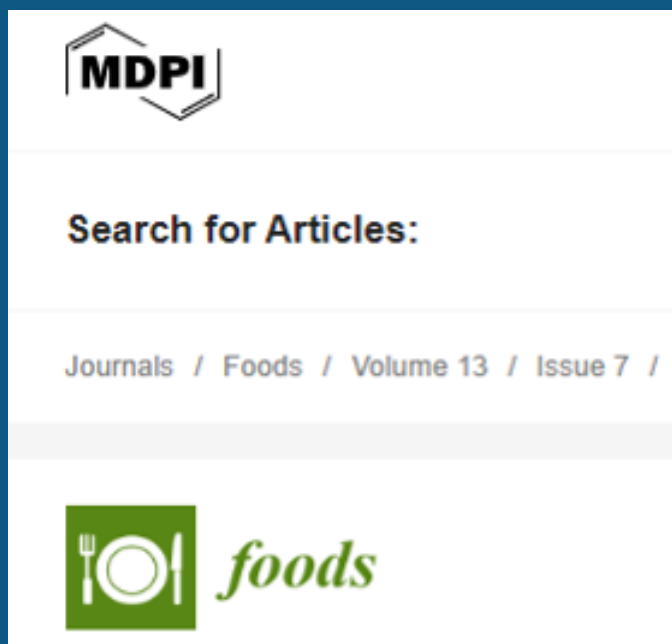 MDPI
Search for Articles:
Journals / Foods / Volume 13 / Issue 7 /
foods